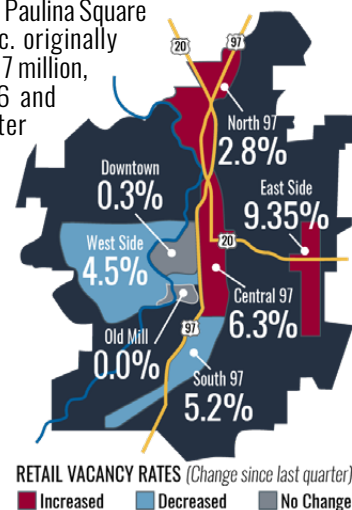 Paulina Square
c. originally
7 million,
6 and
ter
20
97
North 97
2.8%
Downtown
0.3%
East Side
9.35%
West Side
4.5%
20
Central 97
6.3%
Old Mill
0.0%
97
South 97
5.2%
RETAIL VACANCY RATES (Change since last quarter)
Increased Decreased No Change